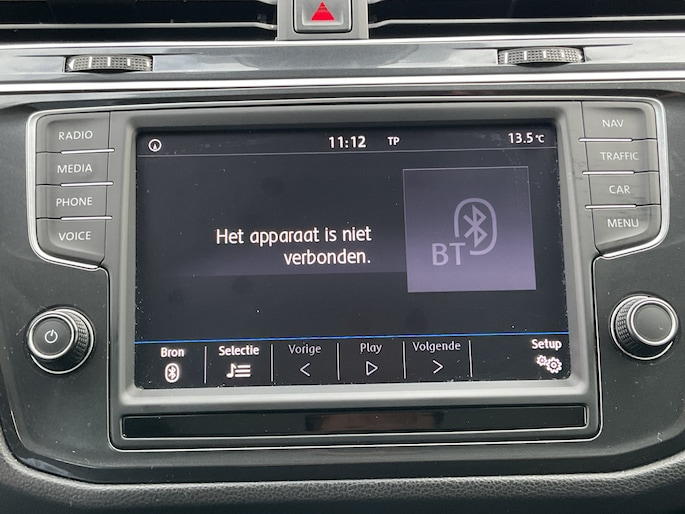 RADIO
MEDIA
PHONE
VOICE
11:12 TP 13.5°C
Het apparaat is niet
verbonden.
BT
Bron Selectie Vorige Play Volgende Setup
NAV
TRAFFIC
CAR
MENU